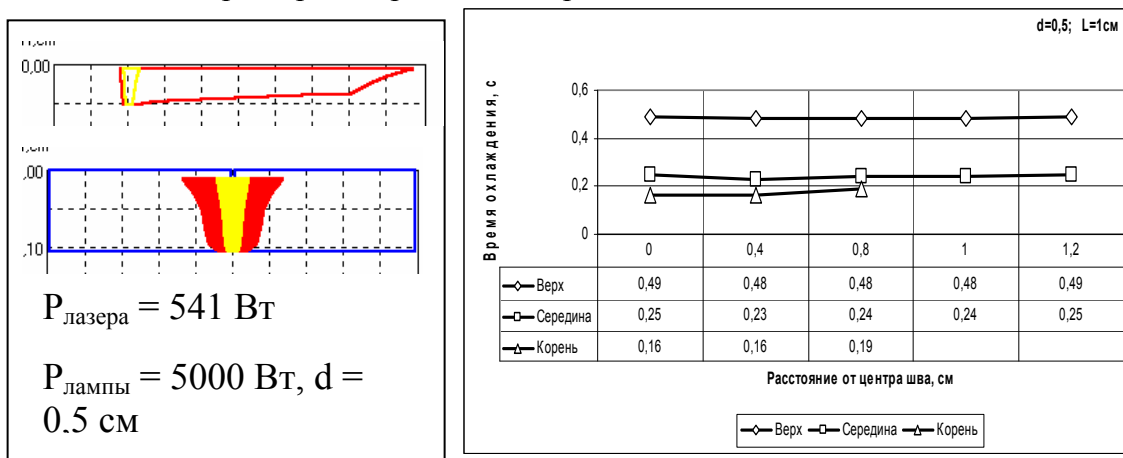 0,00
,00
,10
Р лазера = 541 Вт
Р лампы = 5000 Вт, d =
0.5 см
d=0,5; L=1см
Время охлаждения, с
0,6
0,4
0,2
0
0 0,4 0,8 1 1,2
Верх 0,49 0,48 0,48 0,48 0,49
Середина 0,25 0,23 0,24 0,24 0,25
Корень 0,16 0,16 0,19
Расстояние от центра шва, см
Верх Середина Корень